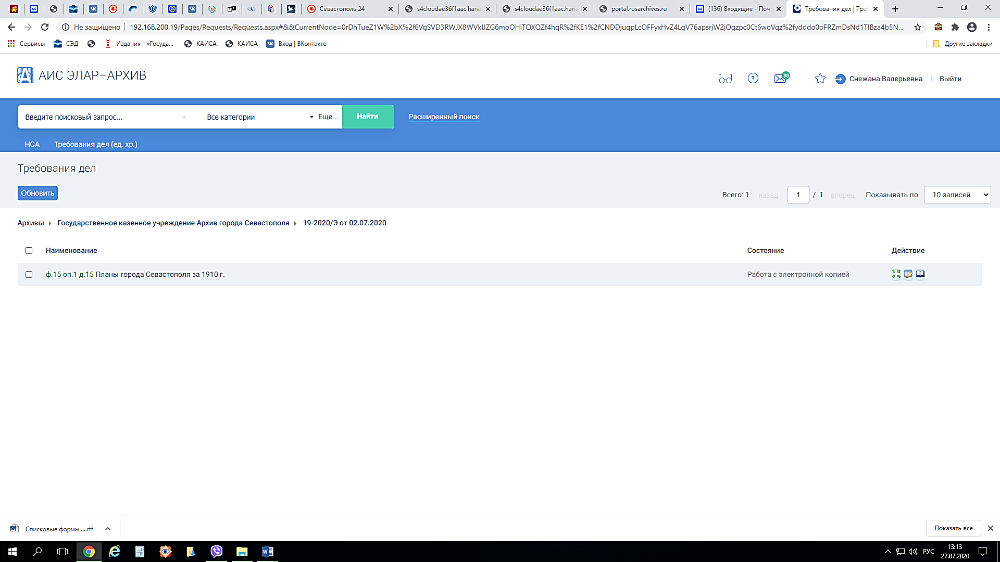 Севастополь 24
s4cloudae36f1aac.hana
s4cloudae36f1aac.hana
portal.rusarchives.ru
(136) Входящие - Поч
Требования дел | Треб
Не защищено
192.168.200.19/Pages/Requests/Requests.aspx#&&CurrentNode=0rDhTueZ1W%2bX%2f6VgSVD3RWJX8WVklJZG6moOHiTQXQZf4hqR%2fKE1%2fCNDDjuqpLcOFFyxHvZ4LgV76apsrjW2jOgzpc0Ct6woVqz%2fydddo0oFRZmDsNd1TlBza4b5N...
Сервисы
СЭД
Издания - «Госуда...
КАИСА
КАИСА
Вход | ВКонтакте
Другие закладки
АИС ЭЛАР–АРХИВ
(0)
Снежана Валерьевна
Выйти
Введите поисковый запрос...
Все категории
Еще...
Найти
Расширенный поиск
НСА
Требования дел (ед. хр.)
Требования дел
Обновить
Всего: 1
назад
1
/ 1
вперед
Показывать по
10 записей
Архивы
Государственное казенное учреждение Архив города Севастополя
19-2020/Э от 02.07.2020
Наименование
Состояние
Действие
ф.15 оп.1 д.15 Планы города Севастополя за 1910 г.
Работа с электронной копией
Списковые формы.....rtf
Показать все
РУС
13:13
27.07.2020